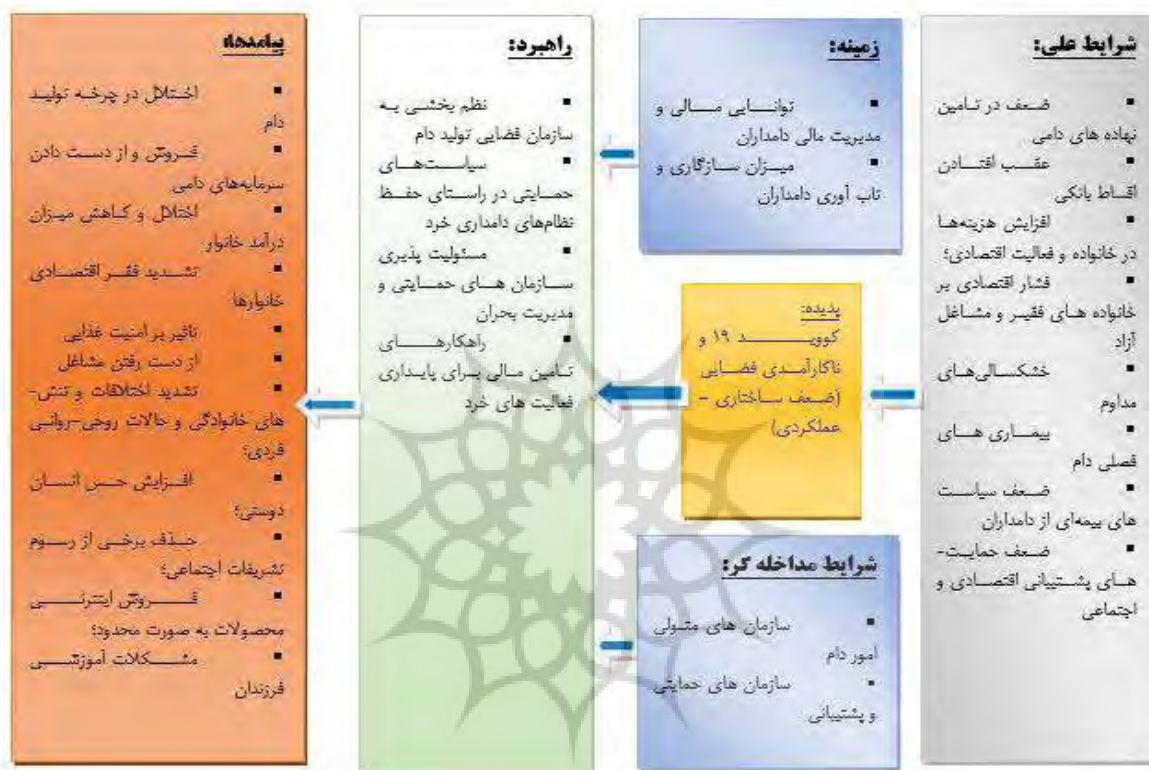 شرایط علی:
▪ ضعف در تامین
نهاده های دامی
▪ عقب افتادن
اقساط بانکی
▪ افزایش هزینه‌ها
در خانواده و فعالیت اقتصادی؛
▪ فشار اقتصادی بر
خانواده های فقیر و مشاغل
آزاد
▪ خشکسالی‌های
مداوم
▪ بیماری های
فصلی دام
▪ ضعف سیاست
های بیمه‌ای از دامداران
▪ ضعف حمایت-
های پشتیبانی اقتصادی و
اجتماعی
زمینه:
▪ توانایی مالی و
مدیریت مالی دامداران
▪ میزان سازگاری و
تاب آوری دامداران
پدیده:
کووید ۱۹ و
ناکارآمدی فضایی
(ضعف ساختاری -
عملکردی)
شرایط مداخله گر:
▪ سازمان های متولی
امور دام
▪ سازمان های حمایتی
و پشتیبانی
راهبرد:
▪ نظم بخشی به
سازمان فضایی تولید دام
▪ سیاست‌های
حمایتی در راستای حفظ
نظام‌های دامداری خرد
▪ مسئولیت پذیری
سازمان های حمایتی و
مدیریت بحران
▪ راهکارهای
تامین مالی برای پایداری
فعالیت های خرد
پیامدها:
▪ اختلال در چرخه تولید
دام
▪ فروش و از دست دادن
سرمایه‌های دامی
▪ اختلال و کاهش میزان
درآمد خانوار
▪ تشدید فقر اقتصادی
خانوارها
▪ تاثیر بر امنیت غذایی
▪ از دست رفتن مشاغل
▪ تشدید اختلافات و تنش-
های خانوادگی و حالات روحی-روانی
فردی؛
▪ افزایش حس انسان
دوستی؛
▪ حذف برخی از رسوم
تشریفات اجتماعی؛
▪ فروش اینترنتی
محصولات به صورت محدود؛
▪ مشکلات آموزشی
فرزندان